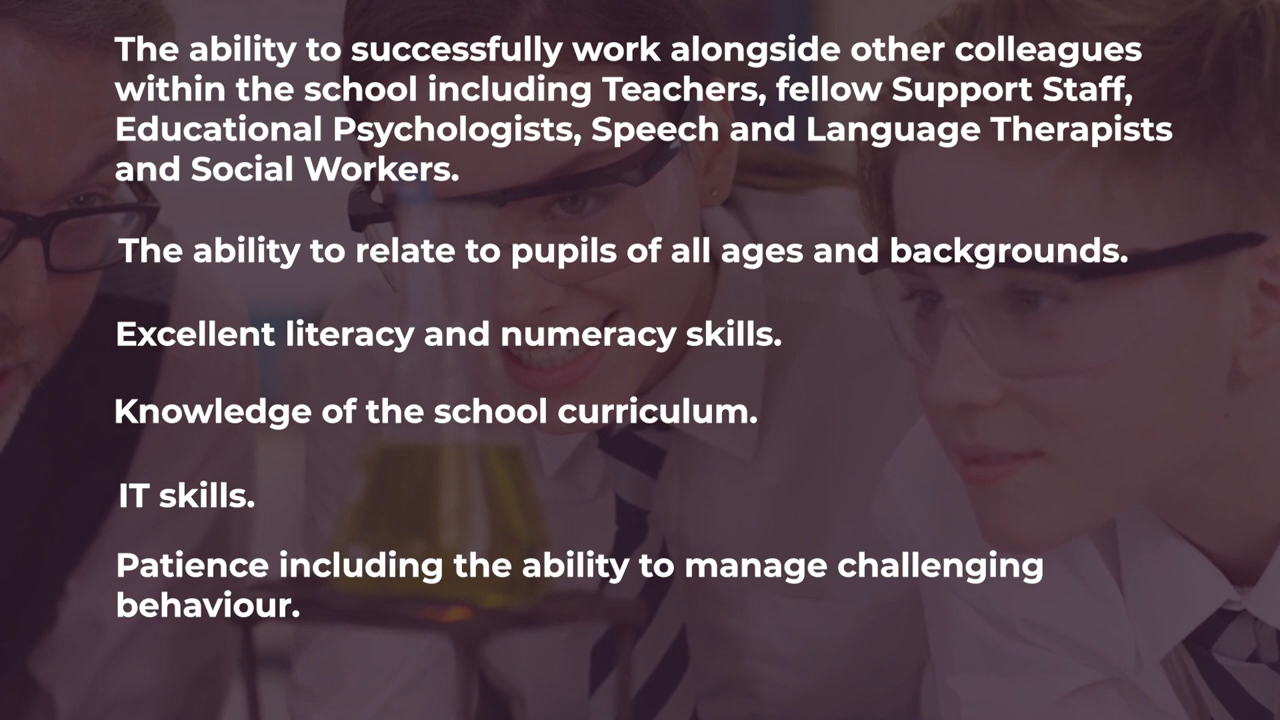 The ability to successfully work alongside other colleagues
within the school including Teachers, fellow Support Staff,
Educational Psychologists, Speech and Language Therapists
and Social Workers.
The ability to relate to pupils of all ages and backgrounds.
Excellent literacy and numeracy skills.
Knowledge of the school curriculum.
IT skills.
Patience including the ability to manage challenging
behaviour.